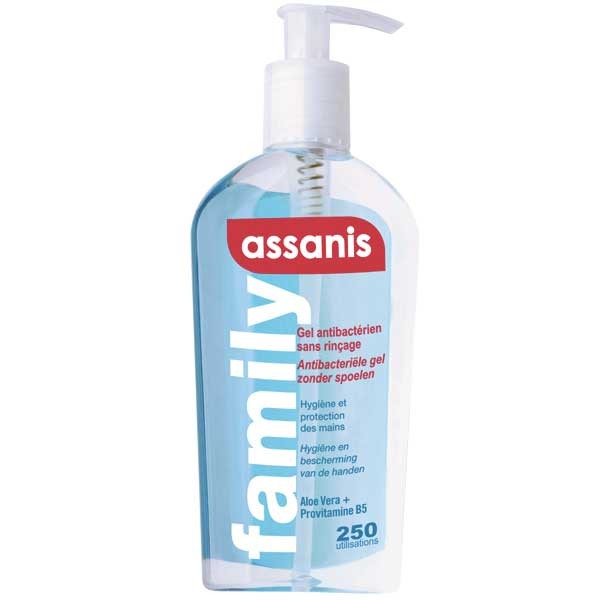 assanis
family
Gel antibactérien
sans rinçage
Antibacteriële gel
zonder spoelen
Hygiène et
protection
des mains
Hygiëne en
bescherming
van de handen
Aloe Vera +
Provitamine B5
250
utilisations